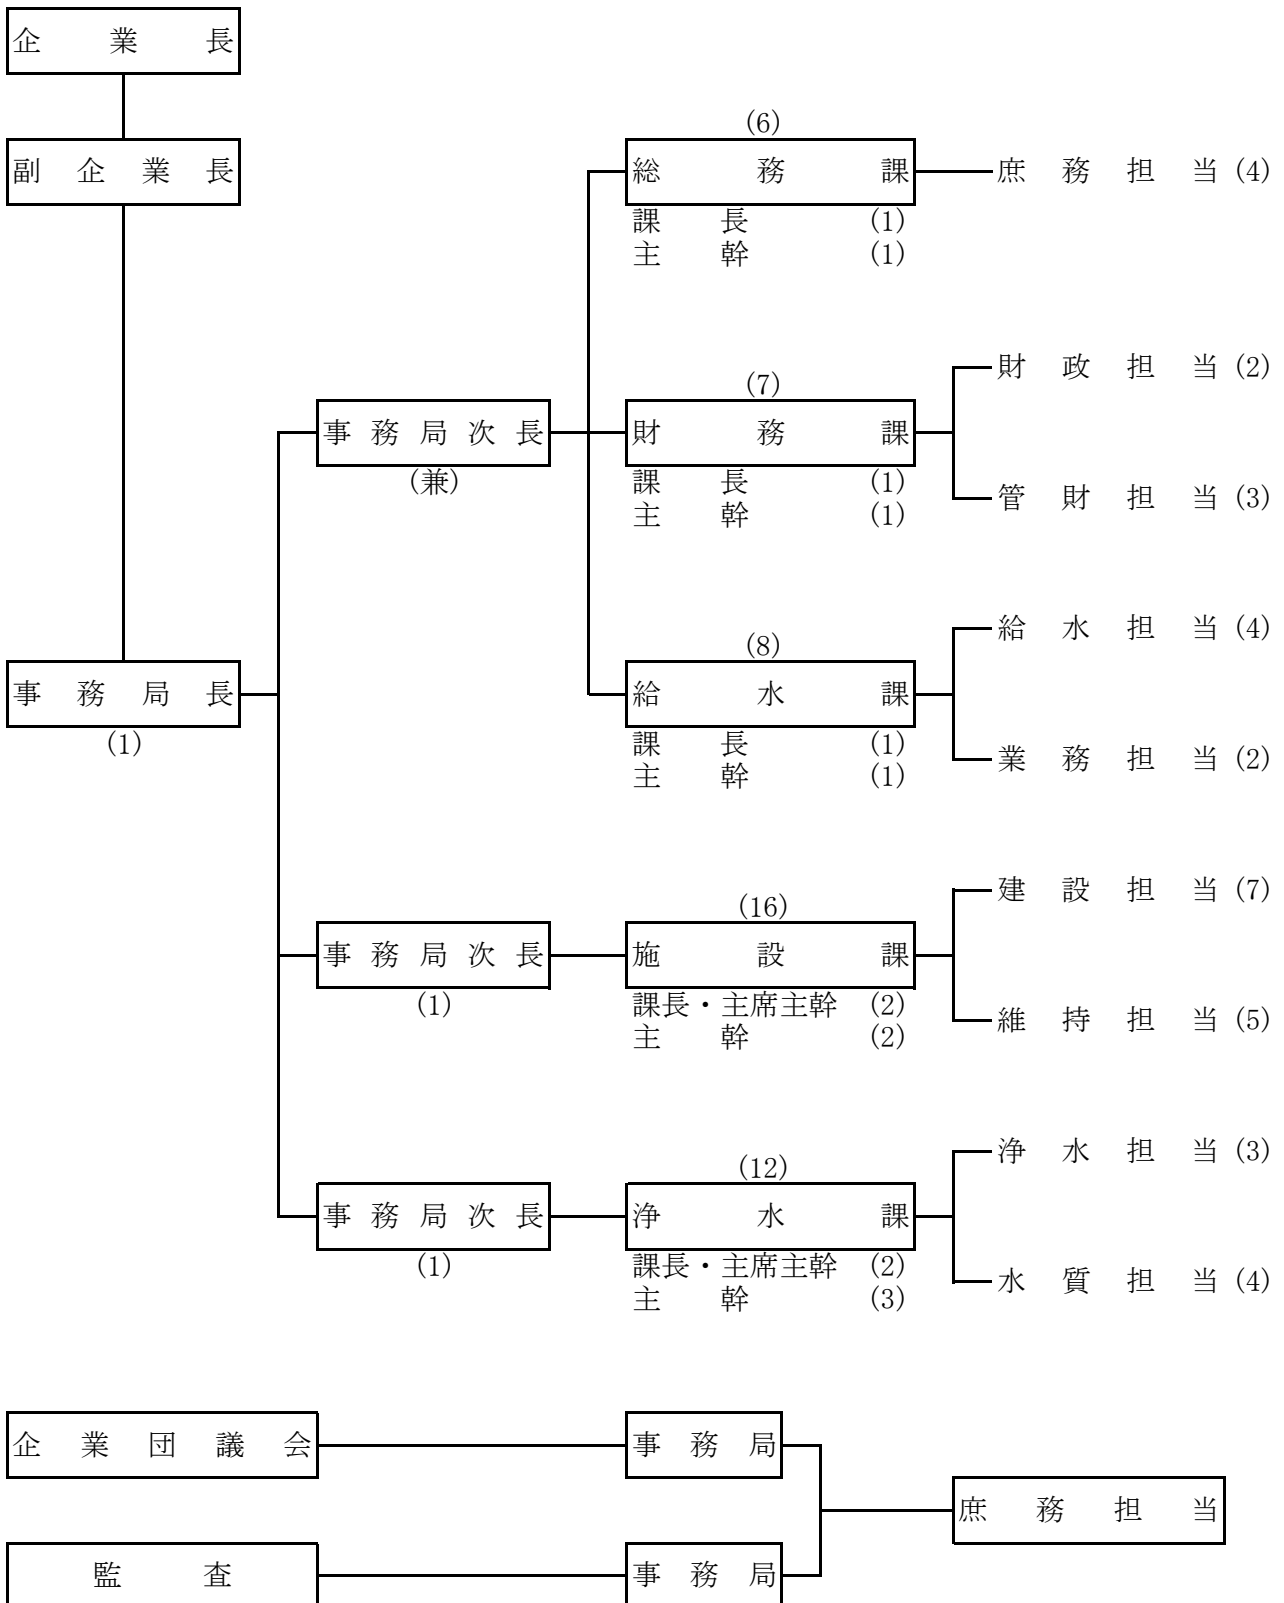 企業長
副企業長
(6)
総務課
庶務担当(4)
課長(1)
主幹(1)
財政担当(2)
(7)
事務局次長
財務課
(兼)
課長(1)
主幹(1)
管財担当(3)
給水担当(4)
(8)
事務局長
給水課
(1)
課長(1)
主幹(1)
業務担当(2)
建設担当(7)
(16)
事務局次長
施設課
(1)
課長・主席主幹(2)
主幹(2)
維持担当(5)
浄水担当(3)
(12)
事務局次長
浄水課
(1)
課長・主席主幹(2)
主幹(3)
水質担当(4)
企業団議会
事務局
庶務担当
監査
事務局